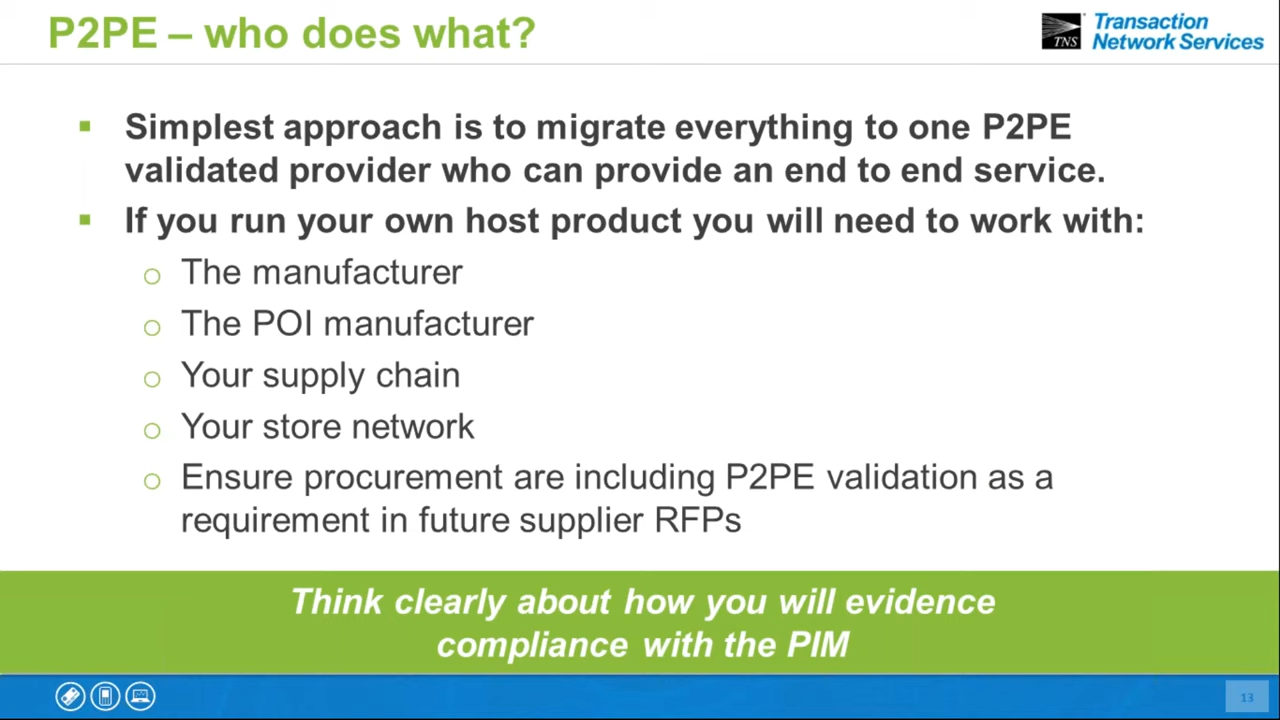 P2PE – who does what?
TNS
Transaction
Network Services
▪ Simplest approach is to migrate everything to one P2PE
validated provider who can provide an end to end service.
▪ If you run your own host product you will need to work with:
o The manufacturer
o The POI manufacturer
o Your supply chain
o Your store network
o Ensure procurement are including P2PE validation as a
requirement in future supplier RFPs
Think clearly about how you will evidence
compliance with the PIM
13